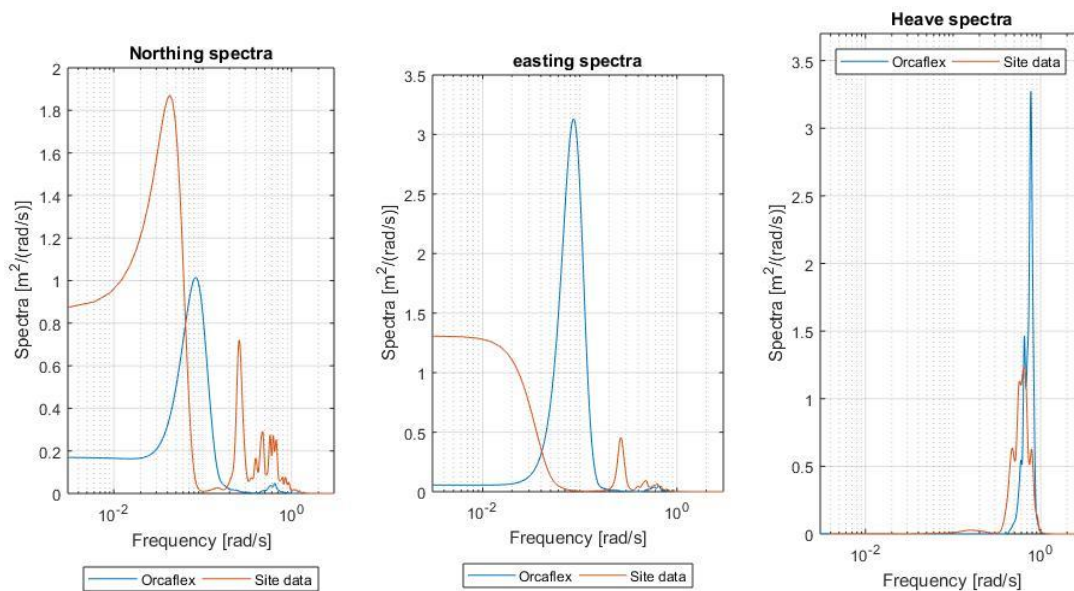 Northing spectra
2
1.8
1.6
1.4
1.2
1
0.8
0.6
0.4
0.2
0
Spectra [m²/(rad/s)]
10⁻² 10⁰
Frequency [rad/s]
Orcaflex Site data
easting spectra
3.5
3
2.5
2
1.5
1
0.5
0
Spectra [m²/(rad/s)]
10⁻² 10⁰
Frequency [rad/s]
Orcaflex Site data
Heave spectra
Orcaflex Site data
3.5
3
2.5
2
1.5
1
0.5
0
Spectra [m²/(rad/s)]
10⁻² 10⁰
Frequency [rad/s]
Orcaflex Site data